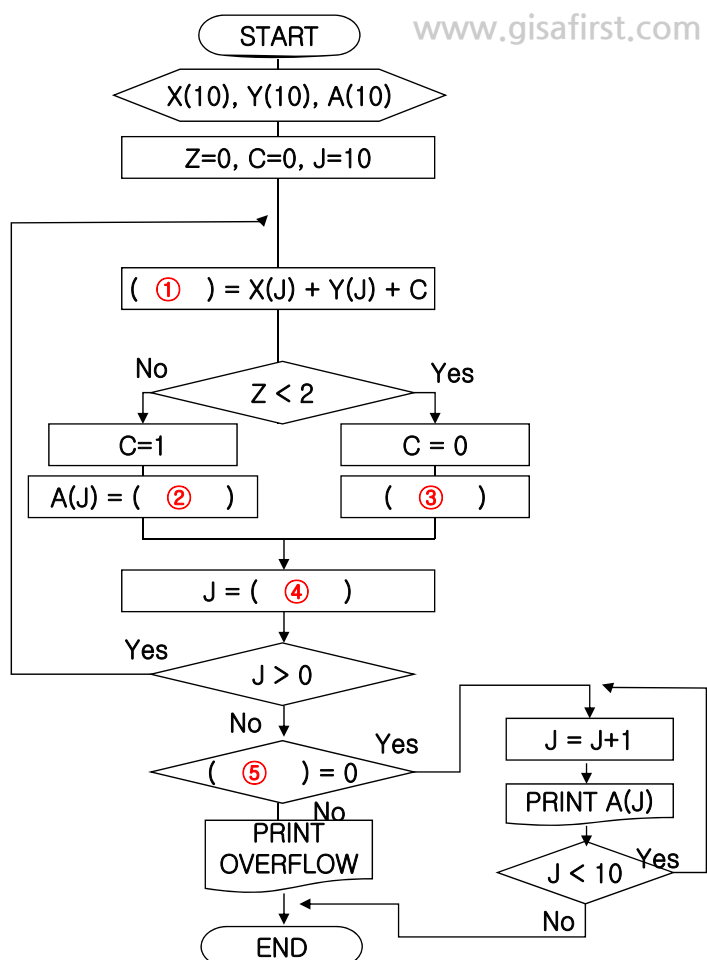 www.gisafirst.com
START
X(10), Y(10), A(10)
Z=0, C=0, J=10
( ① ) = X(J) + Y(J) + C
Z < 2
No
Yes
C=1
C = 0
A(J) = ( ② )
( ③ )
J = ( ④ )
J > 0
Yes
No
( ⑤ ) = 0
Yes
No
J = J+1
PRINT A(J)
J < 10
Yes
No
PRINT
OVERFLOW
END